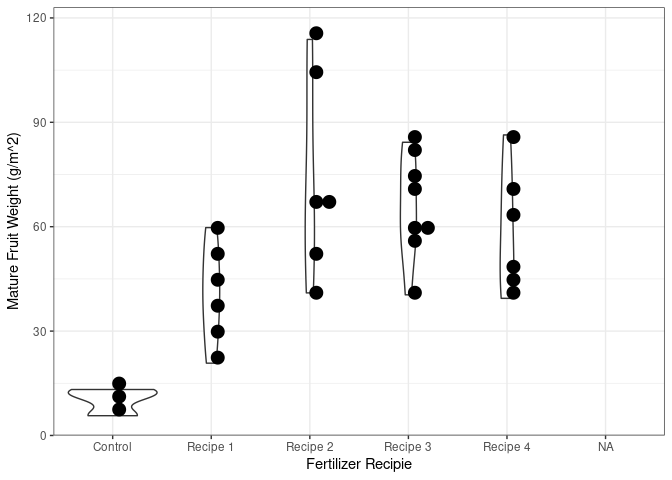 120
90
60
30
0
Mature Fruit Weight (g/m^2)
Control Recipe 1 Recipe 2 Recipe 3 Recipe 4 NA
Fertilizer Recipie